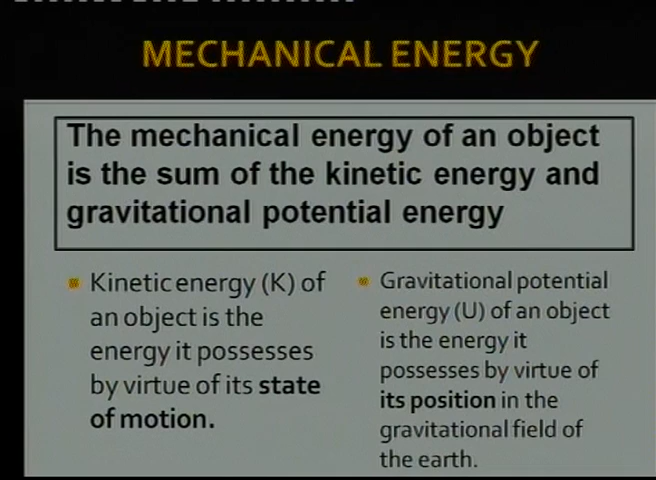 MECHANICAL ENERGY
The mechanical energy of an object
is the sum of the kinetic energy and
gravitational potential energy
Kinetic energy (K) of
an object is the
energy it possesses
by virtue of its state
of motion.
Gravitational potential
energy (U) of an object
is the energy it
possesses by virtue of
its position in the
gravitational field of
the earth.